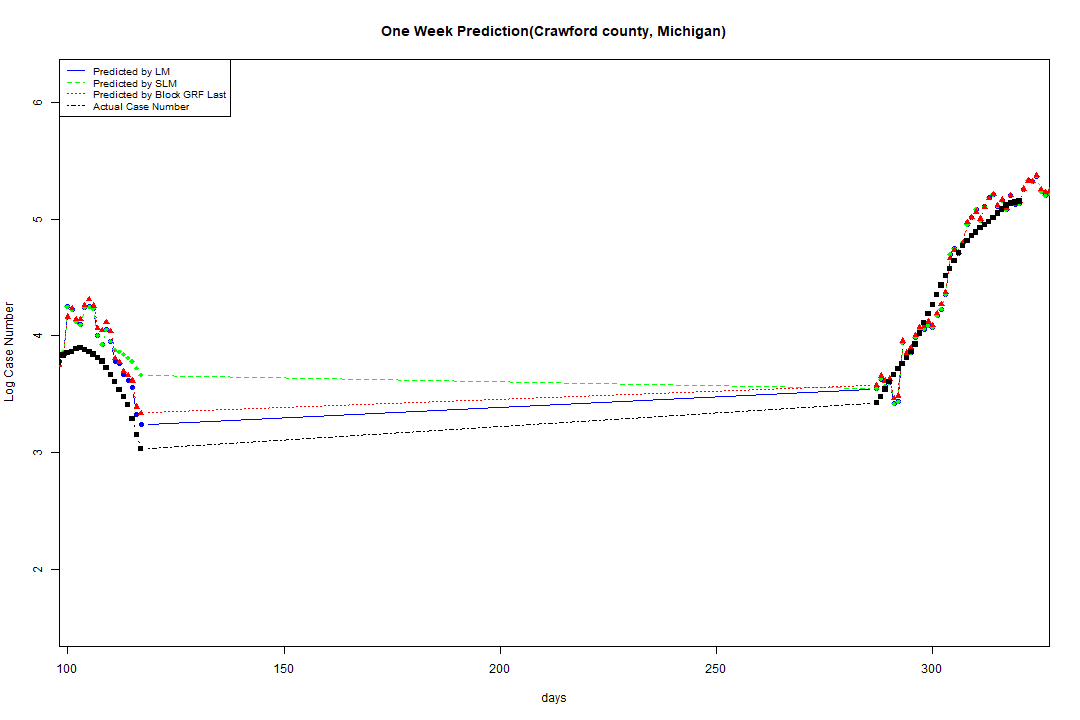 One Week Prediction(Crawford county, Michigan)
Predicted by LM
Predicted by SLM
Predicted by Block GRF Last
Actual Case Number
6
5
4
3
2
Log Case Number
100 150 200 250 300
days